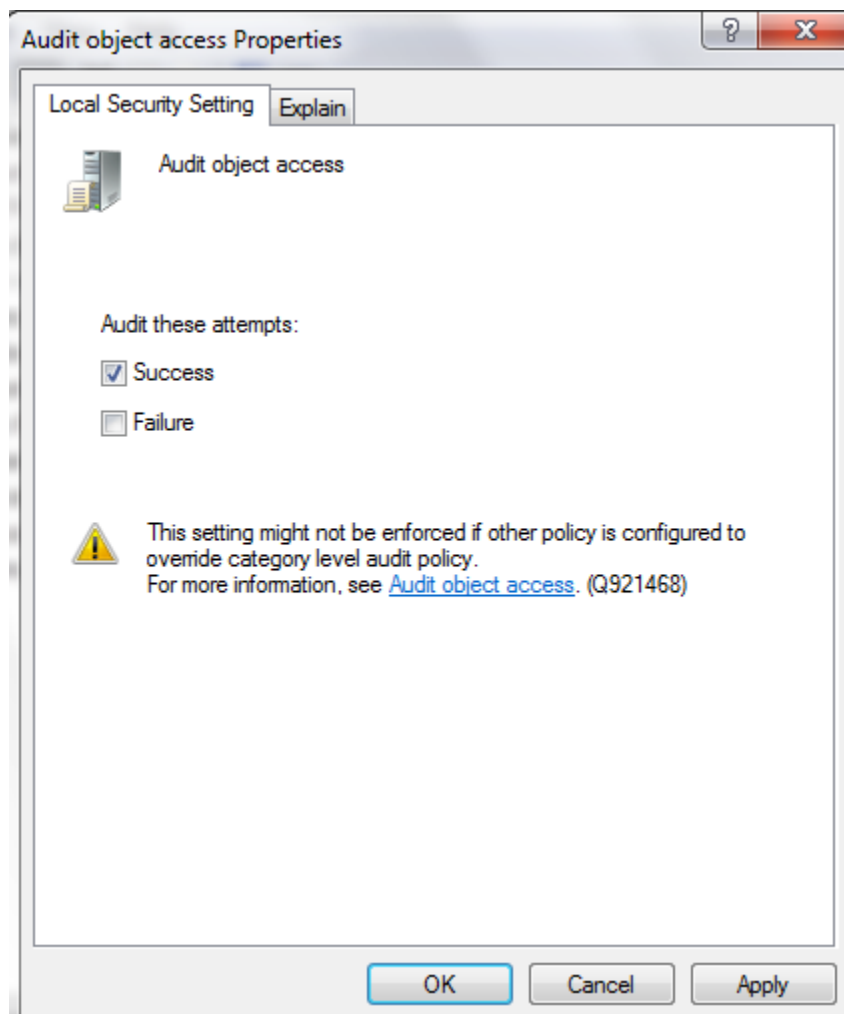 Audit object access Properties
Local Security Setting
Explain
Audit object access
Audit these attempts:
Success
Failure
This setting might not be enforced if other policy is configured to
override category level audit policy.
For more information, see Audit object access. (Q921468)
OK
Cancel
Apply